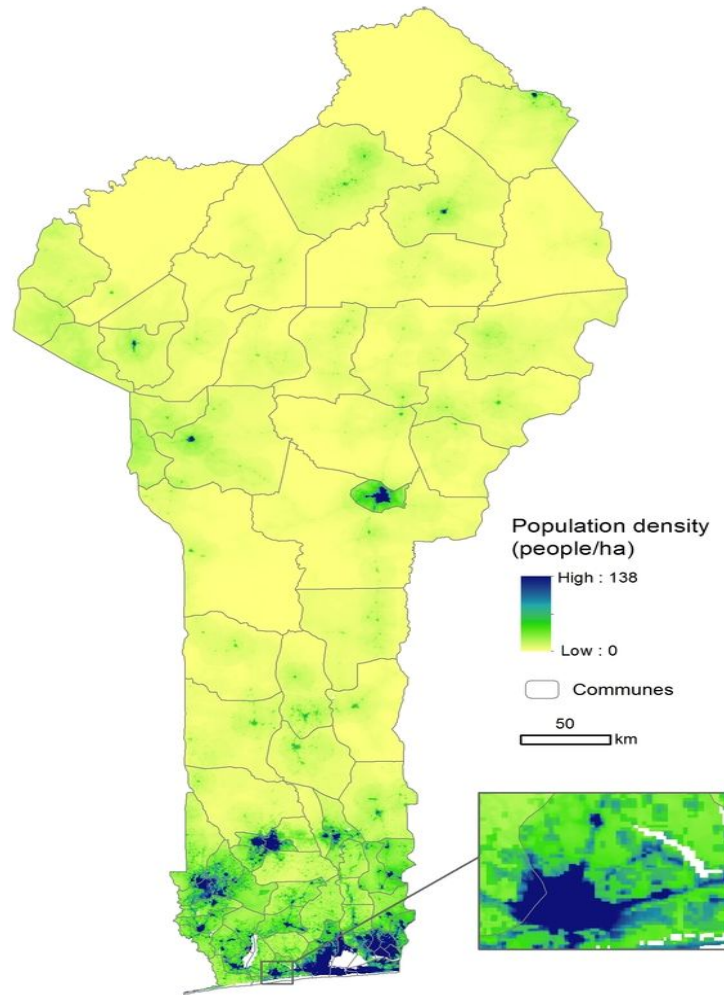 Population density
(people/ha)
High : 138
Low : 0
Communes
50
km